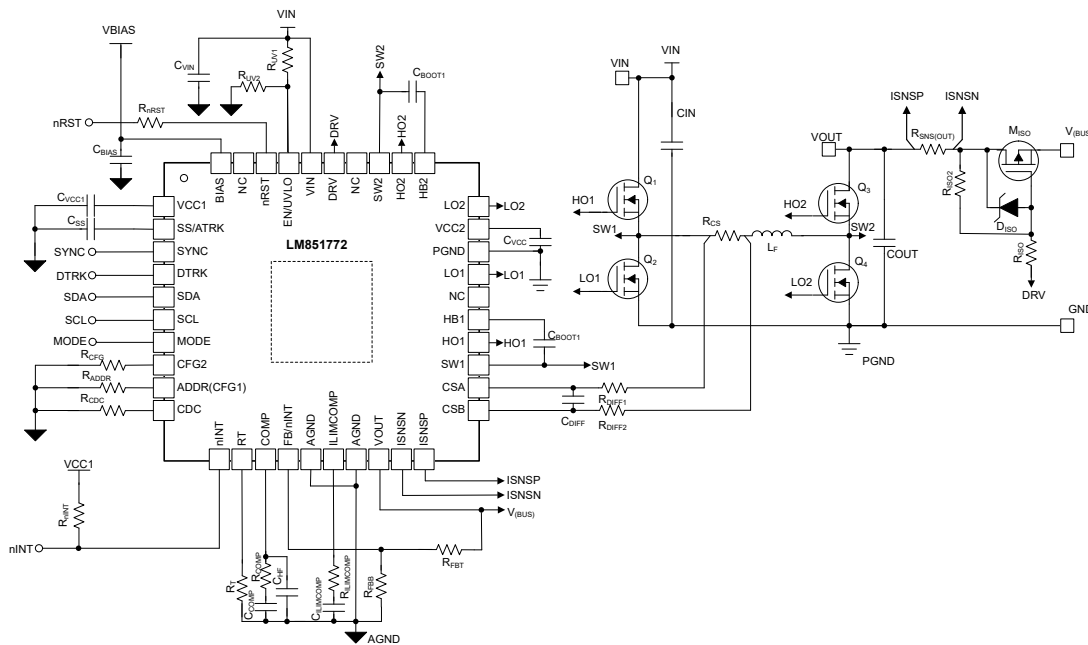 VIN
VBIAS
VIN
CVIN
RUV1
RUV2
SW2
CBOOT1
VIN
CIN
ISNSP
ISNSN
RnRST
nRST
DRV
HO2
VOUT
RSNS(OUT)
MISO
V(BUS)
CBIAS
BIAS
NC
nRST
EN/UVLO
VIN
DRV
NC
SW2
HO2
HB2
Q1
Q3
RISO2
DISO
CVCC1
VCC1
LO2
LO2
HO1
HO2
CSS
SS/ATRK
LM851772
VCC2
CVCC
SW1
RCS
LF
SW2
SYNC
SYNC
PGND
Q2
COUT
RISO
DTRK
DTRK
LO1
LO1
Q4
SDA
SDA
NC
LO1
LO2
DRV
SCL
SCL
HB1
GND
MODE
MODE
HO1
HO1
CBOOT1
RCFG
CFG2
SW1
SW1
PGND
RADDR
ADDR(CFG1)
CSA
RDIFF1
RCDC
CDC
CSB
CDIFF
RDIFF2
nINT
RT
COMP
FB/nINT
AGND
ILIMCOMP
AGND
VOUT
ISNSN
ISNSP
VCC1
ISNSP
ISNSN
RnINT
V(BUS)
nINT
RFBT
RT
RCOMP
CCOMP
CHF
RILIMCOMP
CILIMCOMP
RFBB
AGND